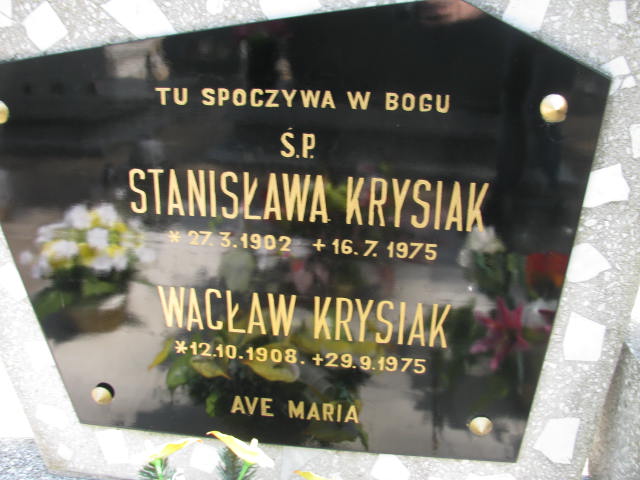 TU SPOCZYWA W BOGU
Ś.P.
STANISŁAWA KRYSIAK
* 27.3.1902 + 16.7.1975
WACŁAW KRYSIAK
*12.10.1908. +29.9.1975
AVE MARIA